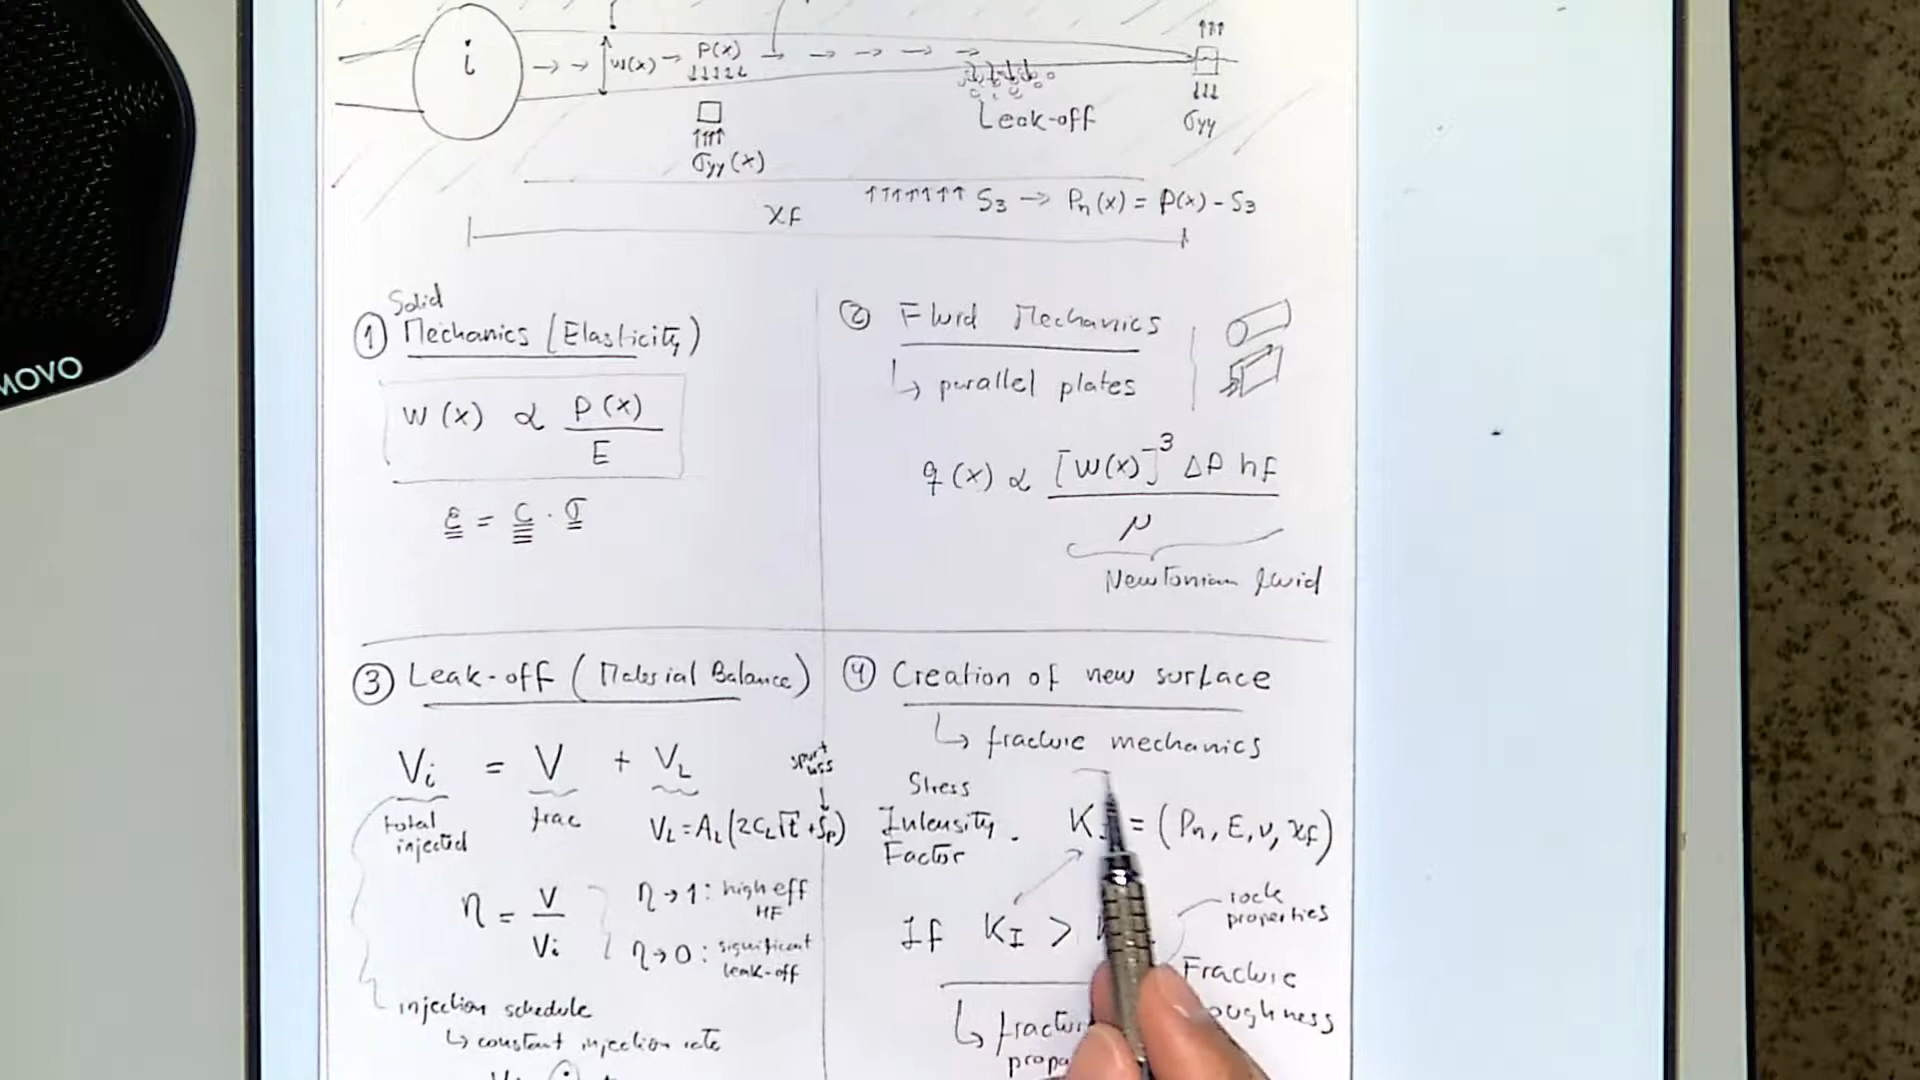 i
w(x)
P(x)
Leak-off
σyy
σyy(x)
S3 → Pn(x) = P(x) - S3
xf
MOVO
① Solid
Mechanics (Elasticity)
w(x) ∝ P(x) / E
ε = C · σ
② Fluid Mechanics
↳ parallel plates
q(x) ∝ [w(x)]³ ΔP hf / μ
Newtonian fluid
③ Leak-off (Material Balance)
Vi = V + VL
total injected
frac
spurt loss
VL = AL(2CL√t + Sp)
η = V / Vi
η → 1: high eff HF
η → 0: significant leak-off
injection schedule
↳ constant injection rate
④ Creation of new surface
↳ fracture mechanics
Stress
Intensity
Factor
K = (Pn, E, ν, xf)
If KI >
rock properties
Fracture